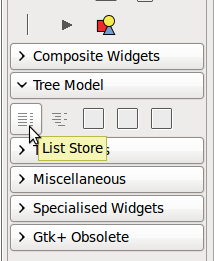 Composite Widgets
Tree Model
List Store
Miscellaneous
Specialised Widgets
Gtk+ Obsolete